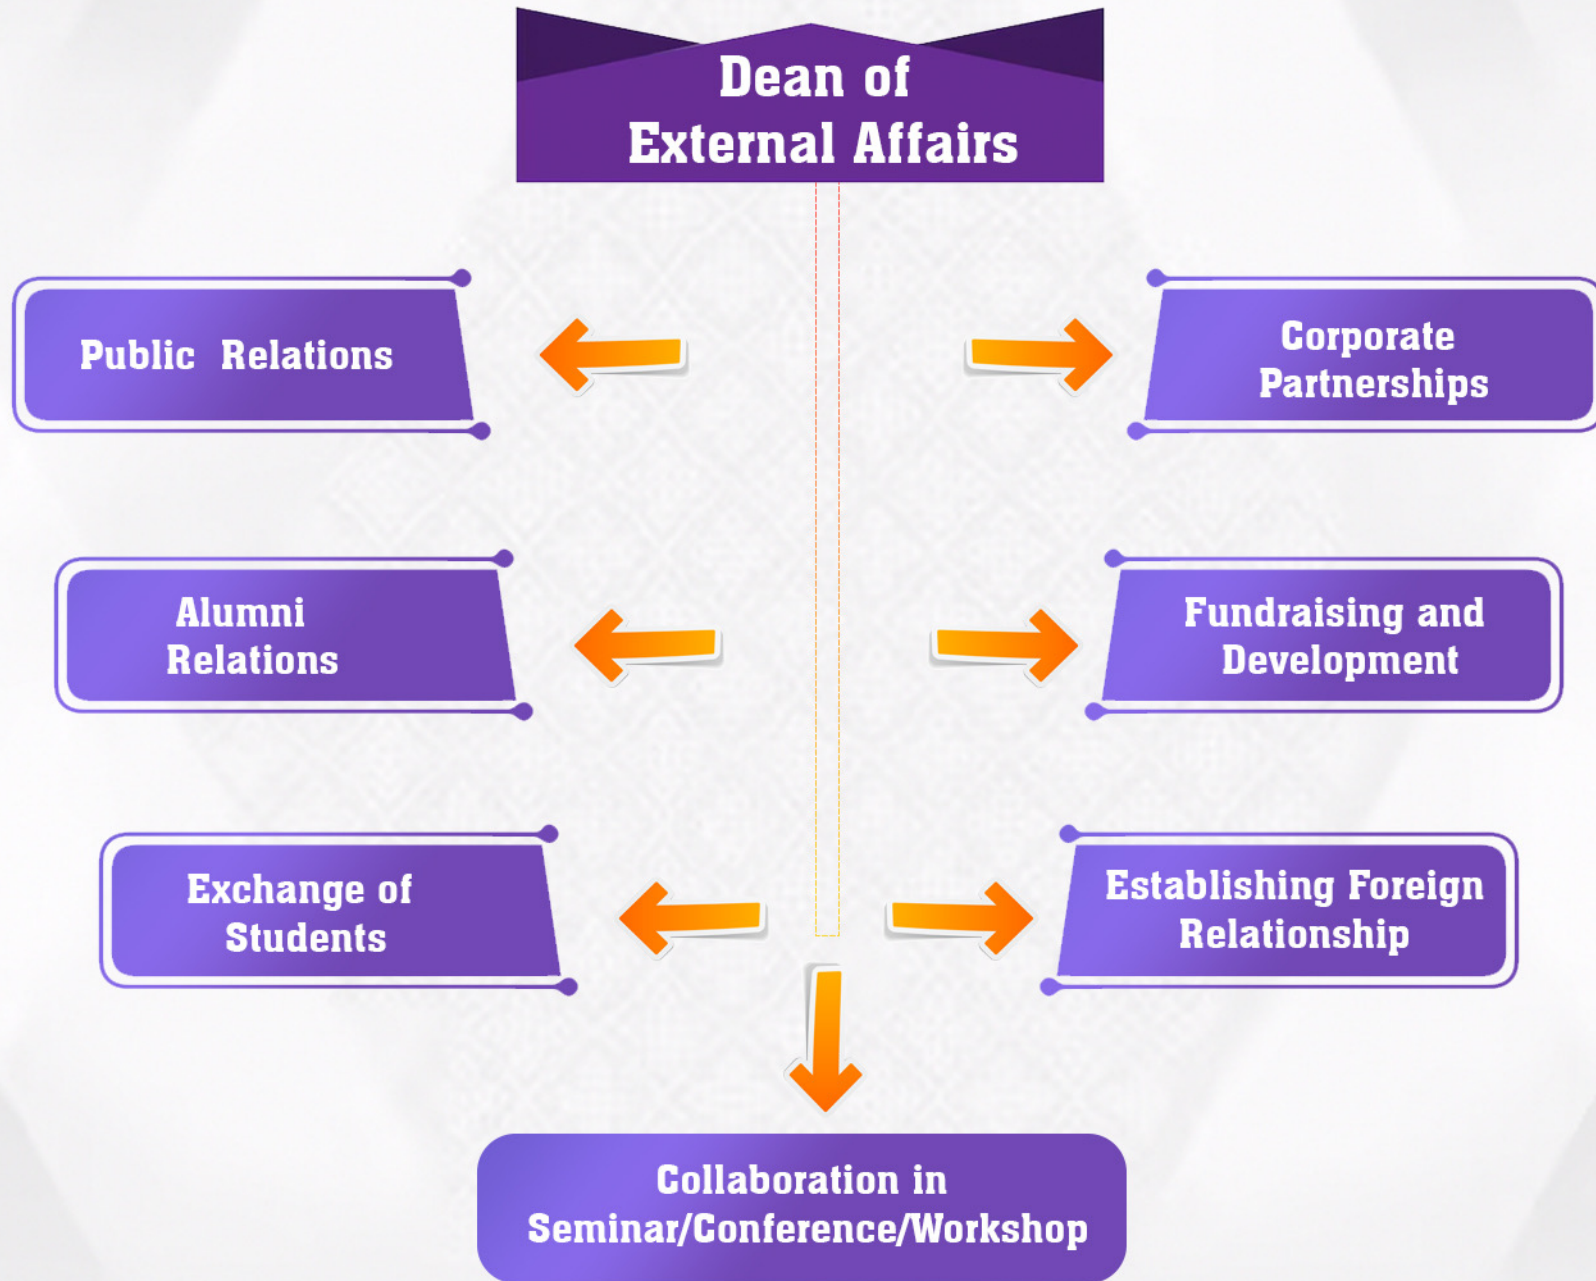 Dean of
External Affairs
Public Relations
Corporate
Partnerships
Alumni
Relations
Fundraising and
Development
Exchange of
Students
Establishing Foreign
Relationship
Collaboration in
Seminar/Conference/Workshop